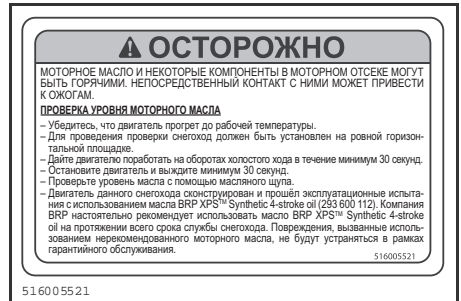 ОСТОРОЖНО
МОТОРНОЕ МАСЛО И НЕКОТОРЫЕ КОМПОНЕНТЫ В МОТОРНОМ ОТСЕКЕ МОГУТ
БЫТЬ ГОРЯЧИМИ. НЕПОСРЕДСТВЕННЫЙ КОНТАКТ С НИМИ МОЖЕТ ПРИВЕСТИ
К ОЖОГАМ.
ПРОВЕРКА УРОВНЯ МОТОРНОГО МАСЛА
– Убедитесь, что двигатель прогрет до рабочей температуры.
– Для проведения проверки снегоход должен быть установлен на ровной горизон-
тальной площадке.
– Дайте двигателю поработать на оборотах холостого хода в течение минимум 30 секунд.
– Остановите двигатель и выждите минимум 30 секунд.
– Проверьте уровень масла с помощью масляного щупа.
– Двигатель данного снегохода сконструирован и прошёл эксплуатационные испыта-
ния с использованием масла BRP XPS™ Synthetic 4-stroke oil (293 600 112). Компания
BRP настоятельно рекомендует использовать масло BRP XPS™ Synthetic 4-stroke
oil на протяжении всего срока службы снегохода. Повреждения, вызванные исполь-
зованием нерекомендованного моторного масла, не будут устраняться в рамках
гарантийного обслуживания.
516005521
516005521